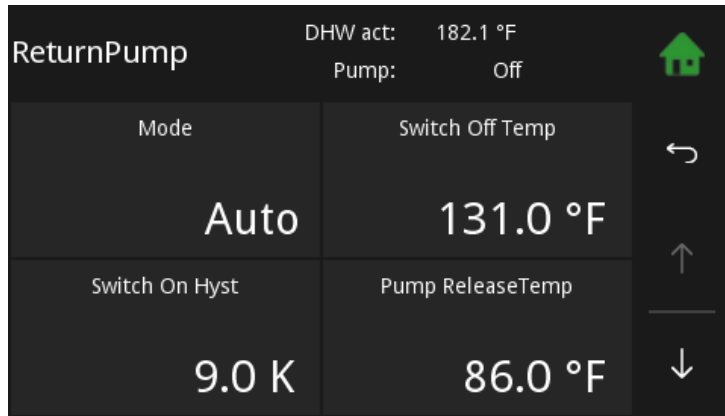 ReturnPump
DHW act: 182.1 °F
Pump: Off
Mode
Auto
Switch Off Temp
131.0 °F
Switch On Hyst
9.0 K
Pump ReleaseTemp
86.0 °F